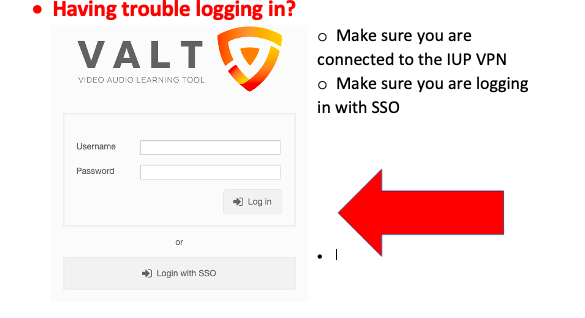 • Having trouble logging in?
VALT
VIDEO AUDIO LEARNING TOOL
Username
Password
Log in
or
Login with SSO
o Make sure you are
connected to the IUP VPN
o Make sure you are logging
in with SSO
•